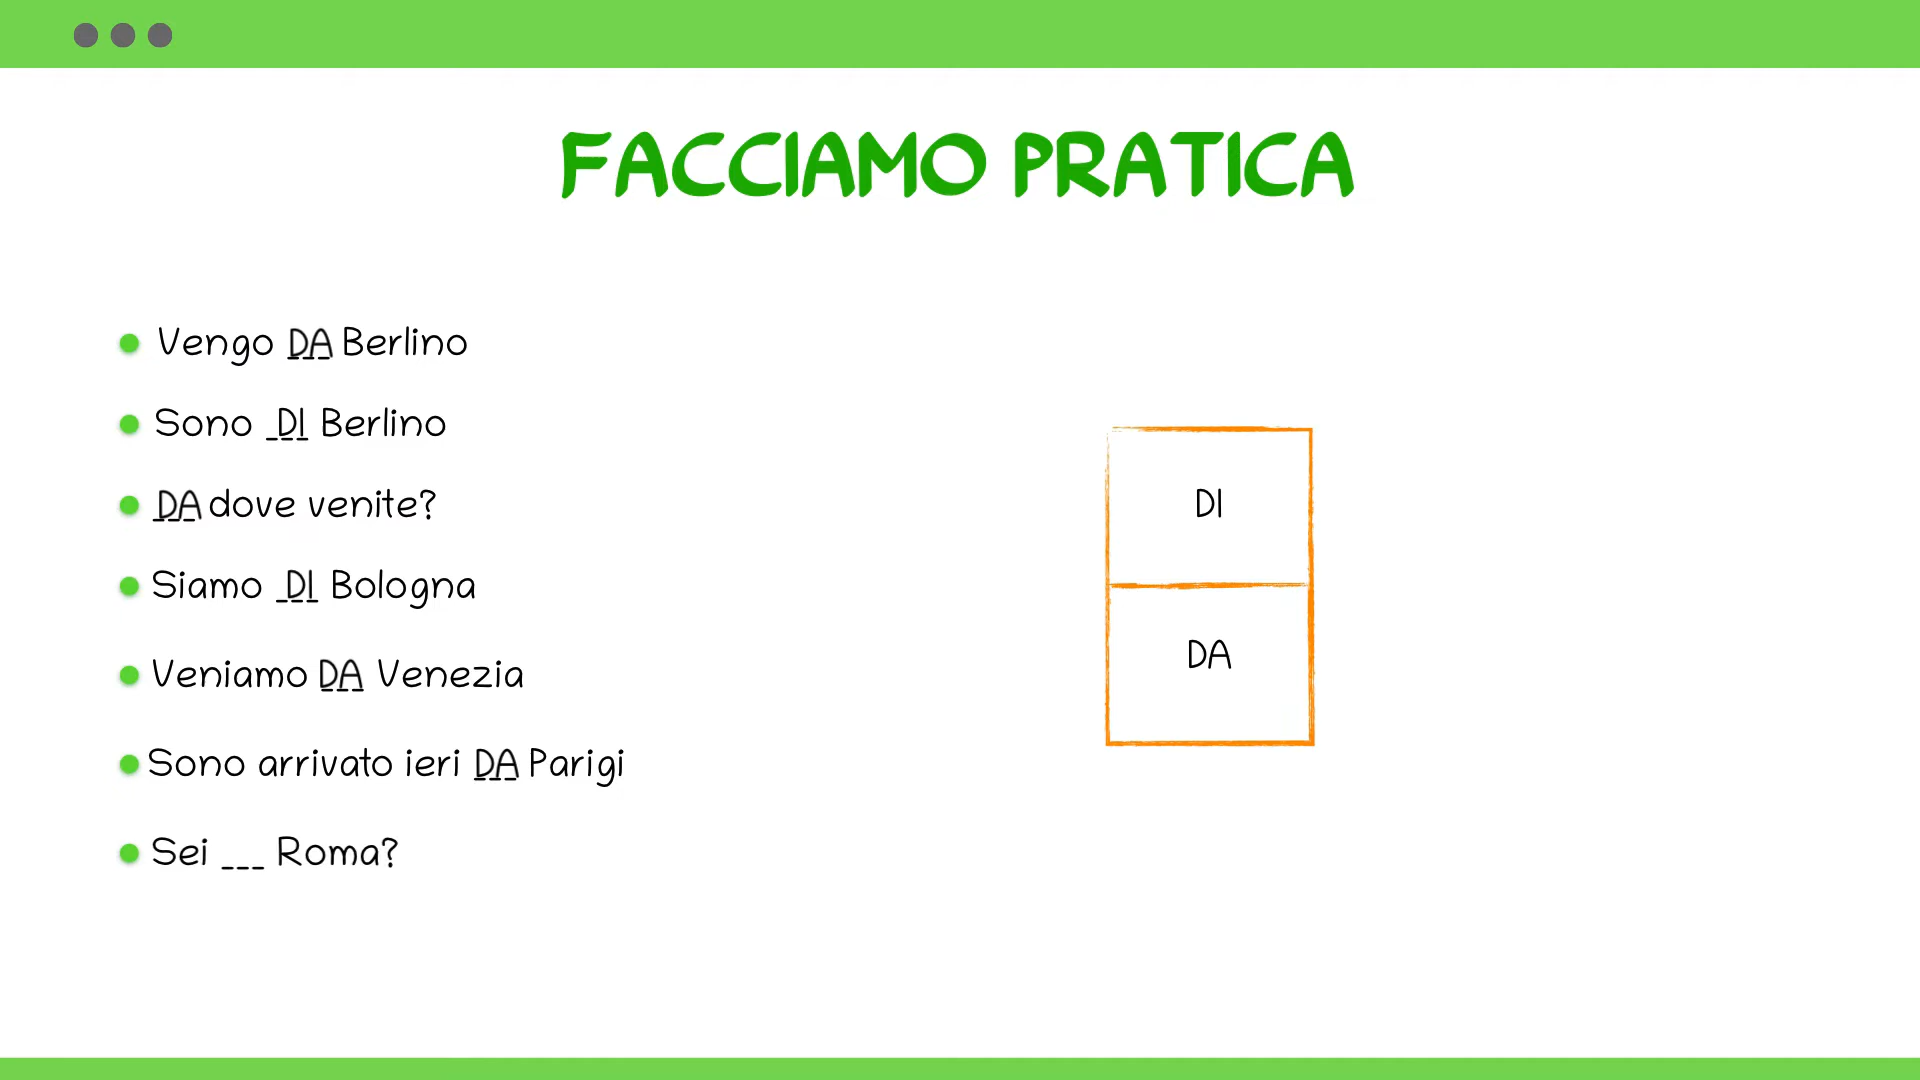 FACCIAMO PRATICA
Vengo DA Berlino
Sono DI Berlino
DA dove venite?
Siamo DI Bologna
Veniamo DA Venezia
Sono arrivato ieri DA Parigi
Sei ___ Roma?
DI
DA